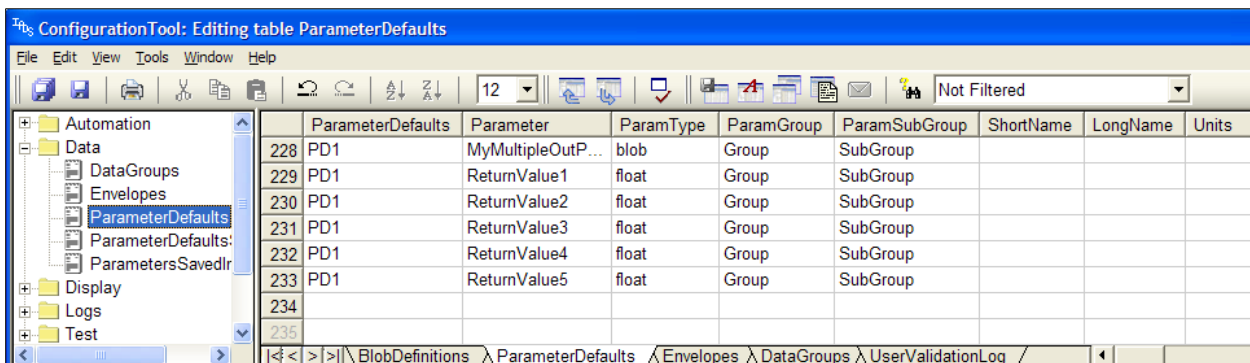 IADS ConfigurationTool: Editing table ParameterDefaults
File Edit View Tools Window Help
12 Not Filtered
Automation
Data
DataGroups
Envelopes
ParameterDefaults
ParameterDefaults
ParametersSavedIn
Display
Logs
Test
ParameterDefaults Parameter ParamType ParamGroup ParamSubGroup ShortName LongName Units
228 PD1 MyMultipleOutP... blob Group SubGroup
229 PD1 ReturnValue1 float Group SubGroup
230 PD1 ReturnValue2 float Group SubGroup
231 PD1 ReturnValue3 float Group SubGroup
232 PD1 ReturnValue4 float Group SubGroup
233 PD1 ReturnValue5 float Group SubGroup
234
235
BlobDefinitions ParameterDefaults Envelopes DataGroups UserValidationLog